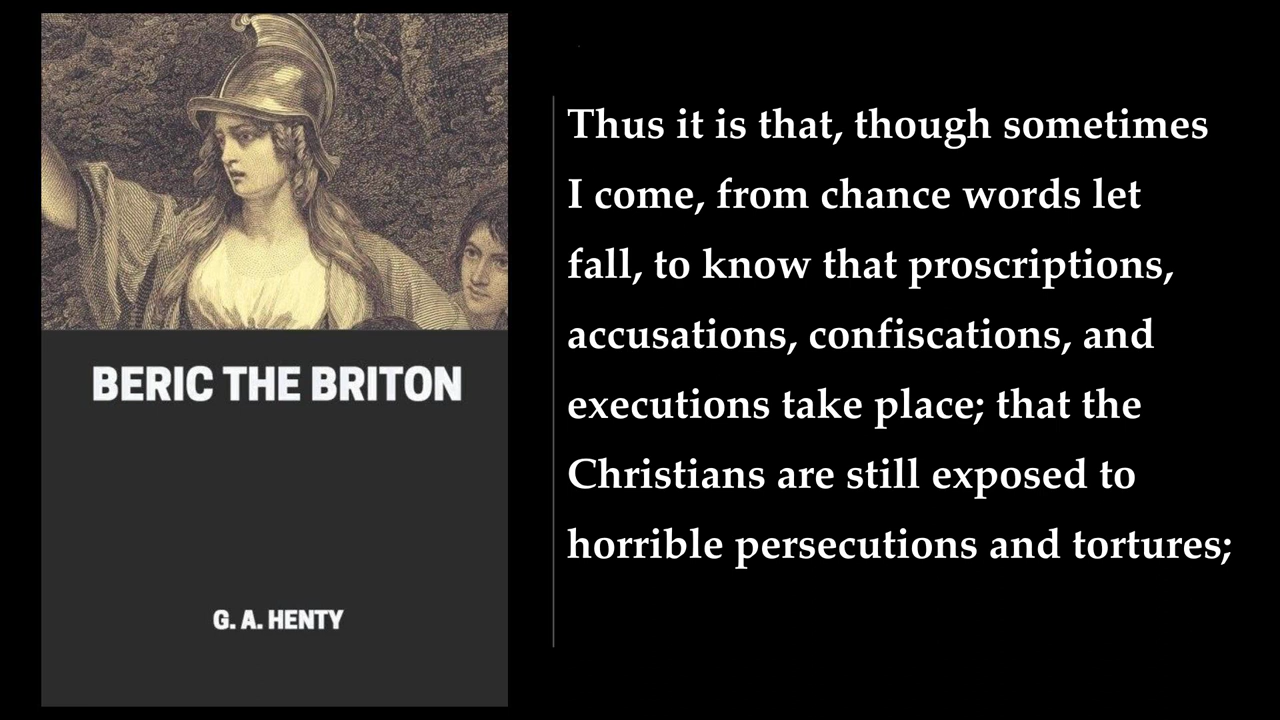 BERIC THE BRITON
G. A. HENTY
Thus it is that, though sometimes
I come, from chance words let
fall, to know that proscriptions,
accusations, confiscations, and
executions take place; that the
Christians are still exposed to
horrible persecutions and tortures;